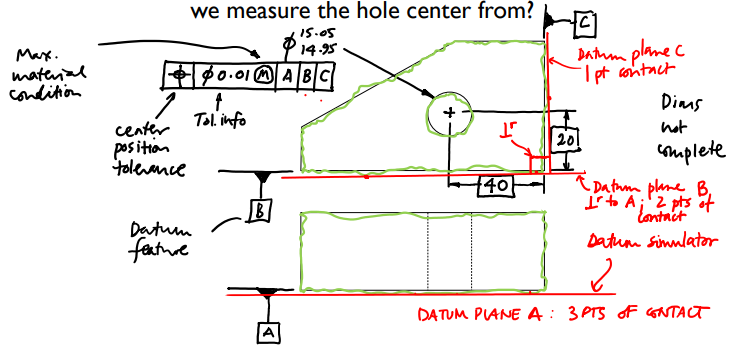 we measure the hole center from?
C
⌀ 15.05
14.95
Max.
material
condition
⌖ ⌀0.01 Ⓜ A B C
Datum plane C
1 pt contact
Tol. info
center
position
tolerance
Dims
not
complete
1r
20
40
B
Datum plane B,
1r to A; 2 pts of
contact
Datum
feature
Datum simulator
A
DATUM PLANE A : 3 PTS OF CONTACT